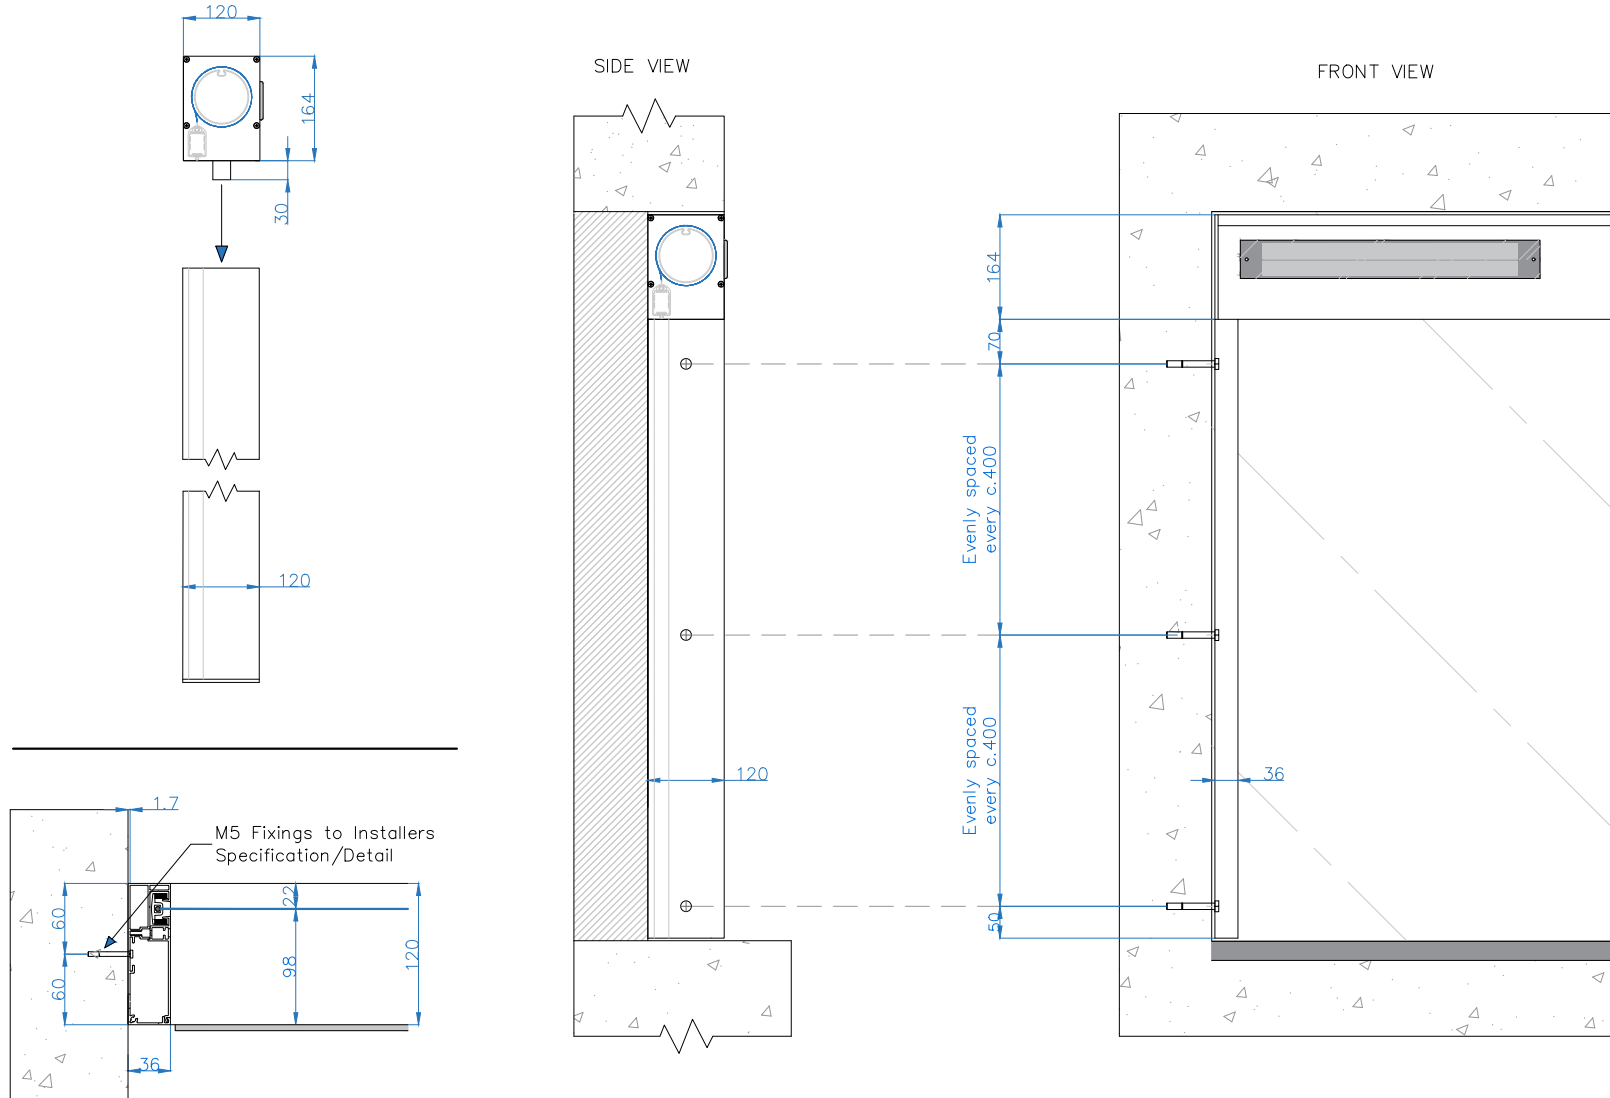 120
164
30
120
SIDE VIEW
FRONT VIEW
164
70
Evenly spaced
every c.400
Evenly spaced
every c.400
50
120
36
1.7
M5 Fixings to Installers
Specification/Detail
60
60
22
98
120
36